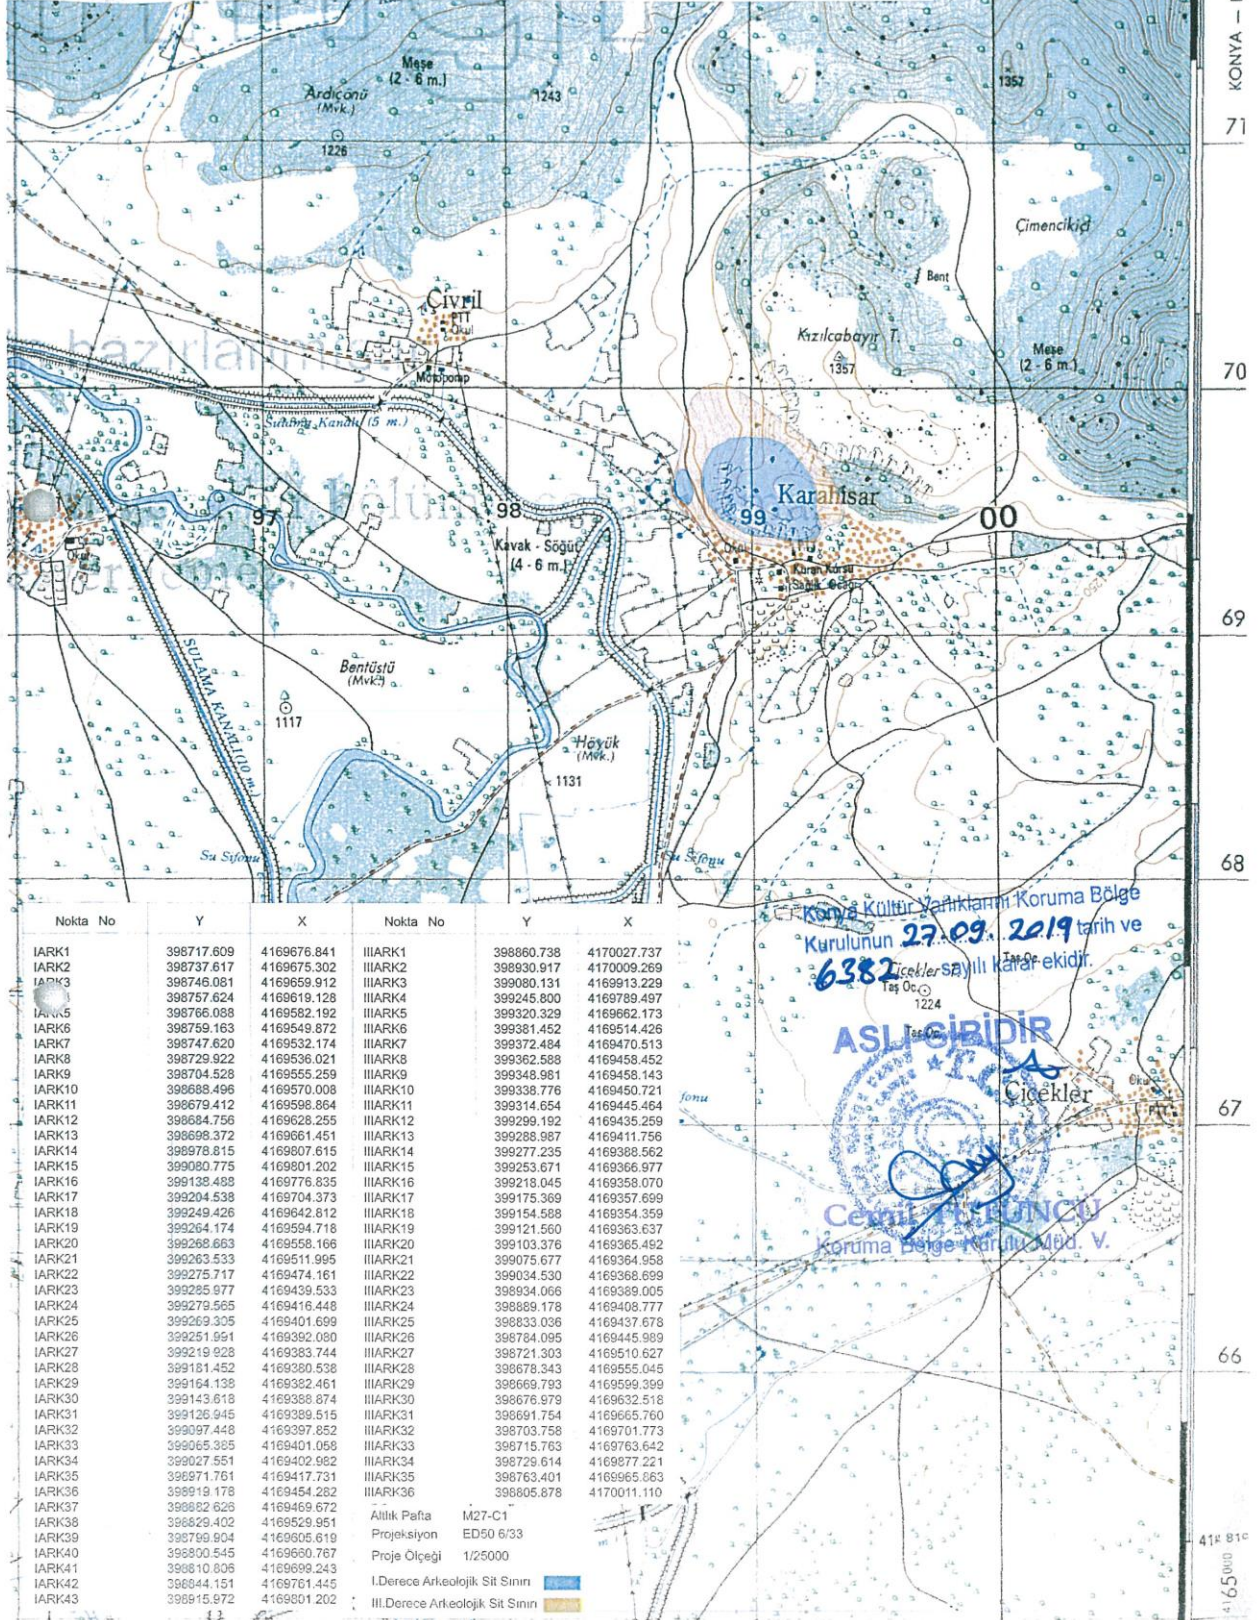 KONYA –
Meşe
(2 - 6 m.)
Ardıçönü
(Mvk.)
1243
1226
1357
71
Çimencikiçi
Bent
Çivril
PTT
Okul
Kızılcabayır T.
1357
Meşe
(2 - 6 m.)
hazırlanmış
Motopomp
70
Sulama Kanalı (5 m.)
bölüm
Karahisar
97
98
99
00
Kavak - Söğüt
(4 - 6 m.)
Okul
Okul
Kuran Kursu
Sağlık Ocağı
1250
69
SULMA KANALI (10 m.)
Bentüstü
(Mvk.)
1117
Höyük
(Mvk.)
1131
Su Sifonu
Su Sifonu
68
Konya Kültür Varlıklarını Koruma Bölge
Kurulunun 27.09.2019 tarih ve
6382 sayılı karar ekidir.
Çiçekler T.
Taş Oc.
Taş Oc.
1224
Taş Oc.
ASLI GİBİDİR
T.C.
Çiçekler
Okul
PTT
67
fonu
Cemil TÜTÜNCÜ
Koruma Bölge Kurulu Müd. V.
66
Nokta No Y X Nokta No Y X
IARK1 398717.609 4169676.841 IIIARK1 398860.738 4170027.737
IARK2 398737.617 4169675.302 IIIARK2 398930.917 4170009.269
IARK3 398746.081 4169659.912 IIIARK3 399080.131 4169913.229
398757.624 4169619.128 IIIARK4 399245.800 4169789.497
IARK5 398766.088 4169582.192 IIIARK5 399320.329 4169662.173
IARK6 398759.163 4169549.872 IIIARK6 399381.452 4169514.426
IARK7 398747.620 4169532.174 IIIARK7 399372.484 4169470.513
IARK8 398729.922 4169536.021 IIIARK8 399362.588 4169458.452
IARK9 398704.528 4169555.259 IIIARK9 399348.981 4169458.143
IARK10 398688.496 4169570.008 IIIARK10 399338.776 4169450.721
IARK11 398679.412 4169598.864 IIIARK11 399314.654 4169445.464
IARK12 398684.756 4169628.255 IIIARK12 399299.192 4169435.259
IARK13 398698.372 4169661.451 IIIARK13 399288.987 4169411.756
IARK14 398978.815 4169807.615 IIIARK14 399277.235 4169388.562
IARK15 399080.775 4169801.202 IIIARK15 399253.671 4169366.977
IARK16 399138.488 4169776.835 IIIARK16 399218.045 4169358.070
IARK17 399204.538 4169704.373 IIIARK17 399175.369 4169357.699
IARK18 399249.426 4169642.812 IIIARK18 399154.588 4169354.359
IARK19 399264.174 4169594.718 IIIARK19 399121.560 4169363.637
IARK20 399268.663 4169558.166 IIIARK20 399103.376 4169365.492
IARK21 399263.533 4169511.995 IIIARK21 399075.677 4169364.958
IARK22 399275.717 4169474.161 IIIARK22 399034.530 4169368.699
IARK23 399285.977 4169439.533 IIIARK23 398934.066 4169389.005
IARK24 399279.565 4169416.448 IIIARK24 398889.178 4169408.777
IARK25 399269.305 4169401.699 IIIARK25 398833.036 4169437.678
IARK26 399251.991 4169392.080 IIIARK26 398784.095 4169445.989
IARK27 399219.928 4169383.744 IIIARK27 398721.303 4169510.627
IARK28 399181.452 4169380.538 IIIARK28 398678.343 4169555.045
IARK29 399164.138 4169382.461 IIIARK29 398669.793 4169599.399
IARK30 399143.618 4169388.874 IIIARK30 398676.979 4169632.518
IARK31 399126.945 4169389.515 IIIARK31 398691.754 4169665.760
IARK32 399097.448 4169397.852 IIIARK32 398703.758 4169701.773
IARK33 399065.385 4169401.058 IIIARK33 398715.763 4169763.642
IARK34 399027.551 4169402.982 IIIARK34 398729.614 4169877.221
IARK35 398971.761 4169417.731 IIIARK35 398763.401 4169965.863
IARK36 398919.178 4169454.282 IIIARK36 398805.878 4170011.110
IARK37 398882.626 4169469.672
IARK38 398829.402 4169529.951
IARK39 398799.904 4169605.619
IARK40 398800.545 4169660.767
IARK41 398810.806 4169699.243
IARK42 398844.151 4169761.445
IARK43 398915.972 4169801.202
Altlık Pafta M27-C1
Projeksiyon ED50 6/33
Proje Ölçeği 1/25000
I.Derece Arkeolojik Sit Sınırı
III.Derece Arkeolojik Sit Sınırı
4165000